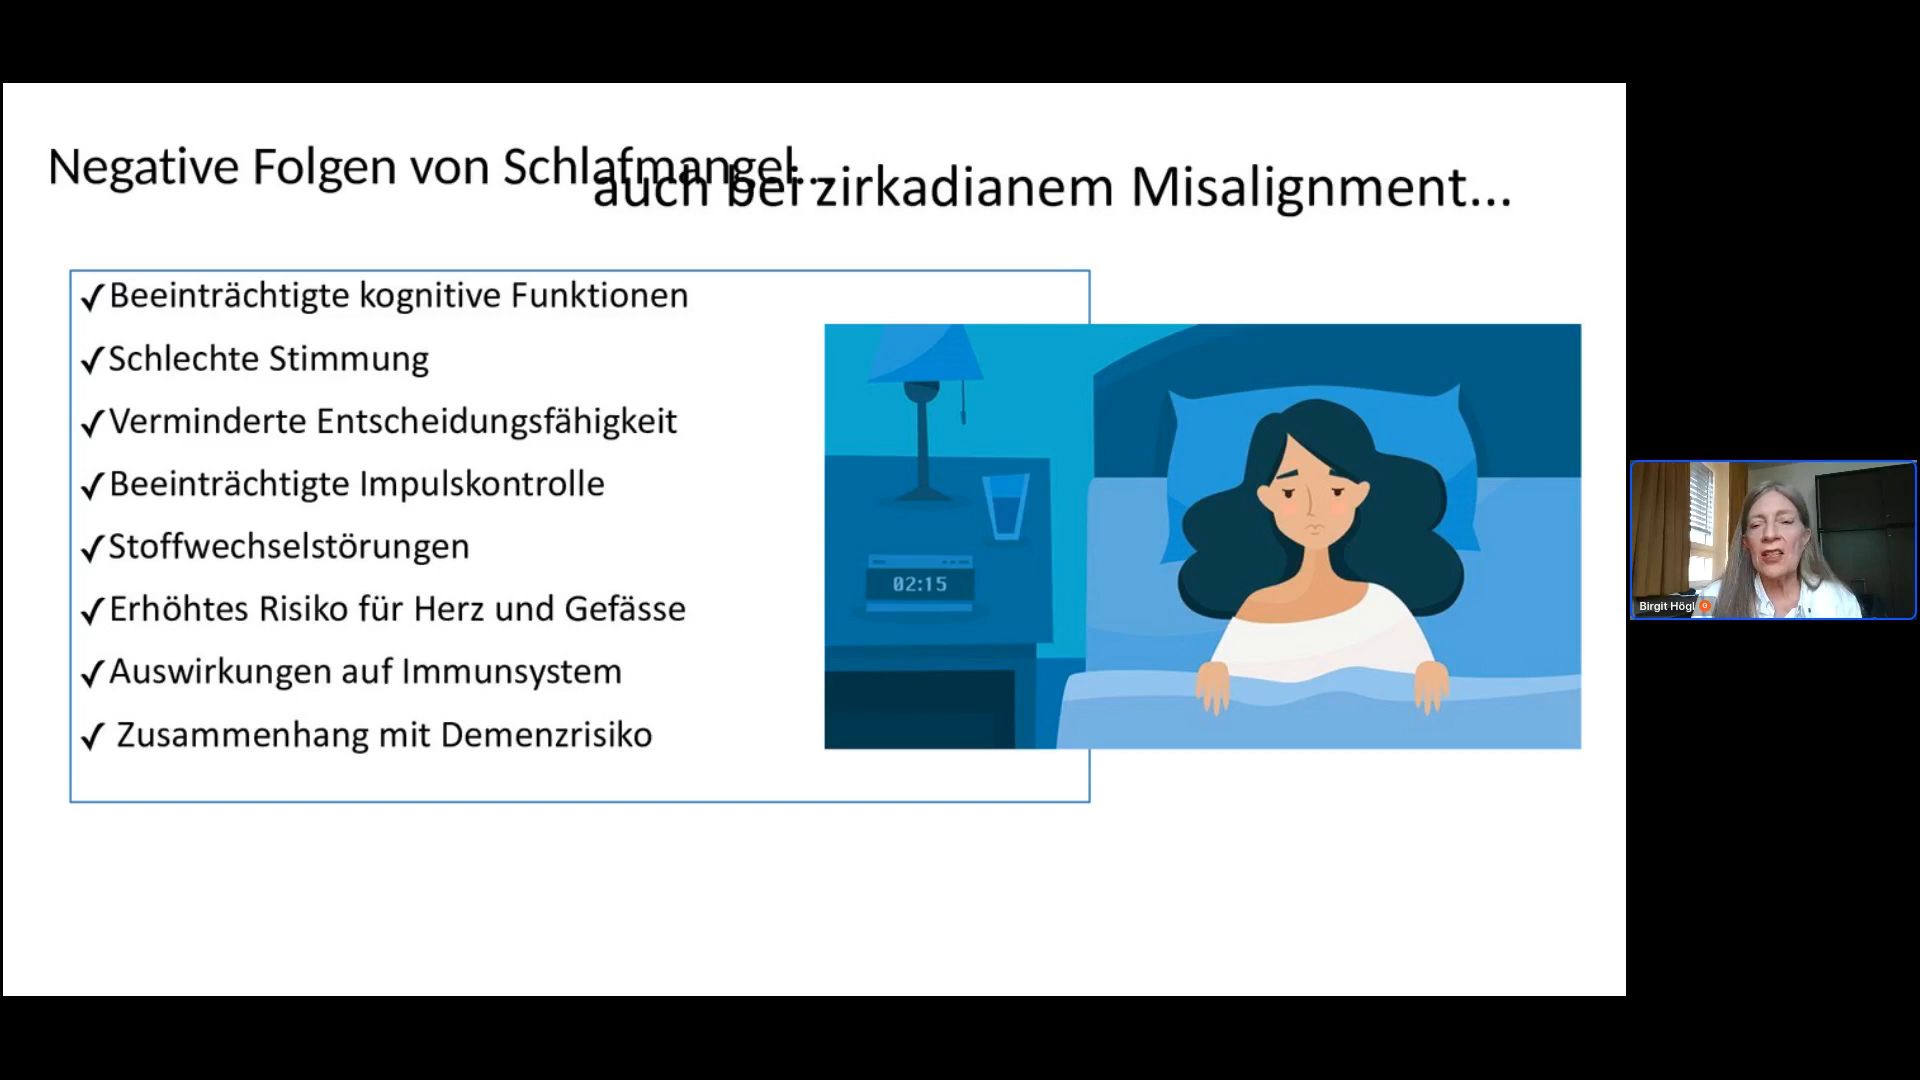 Negative Folgen von Schlafmangel...
auch bei zirkadianem Misalignment...
✓Beeinträchtigte kognitive Funktionen
✓Schlechte Stimmung
✓Verminderte Entscheidungsfähigkeit
✓Beeinträchtigte Impulskontrolle
✓Stoffwechselstörungen
✓Erhöhtes Risiko für Herz und Gefässe
✓Auswirkungen auf Immunsystem
✓ Zusammenhang mit Demenzrisiko
02:15
Birgit Högl